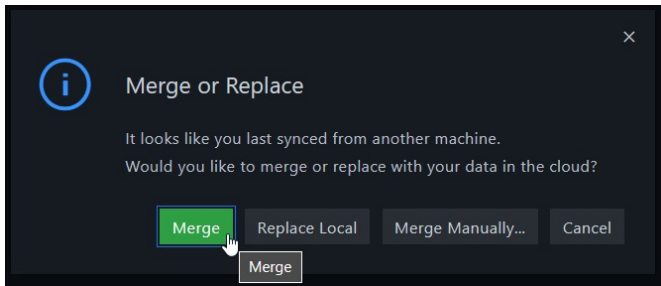 Merge or Replace
It looks like you last synced from another machine.
Would you like to merge or replace with your data in the cloud?
Merge Replace Local Merge Manually... Cancel
Merge